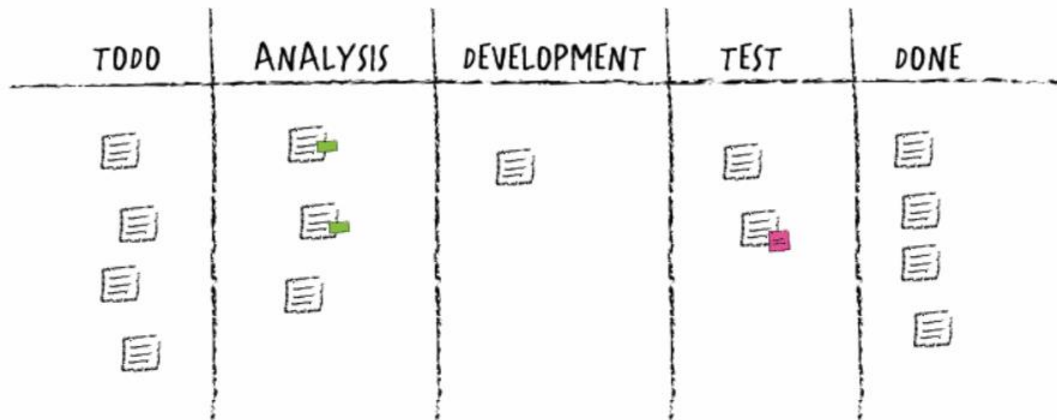 TODO
ANALYSIS
DEVELOPMENT
TEST
DONE